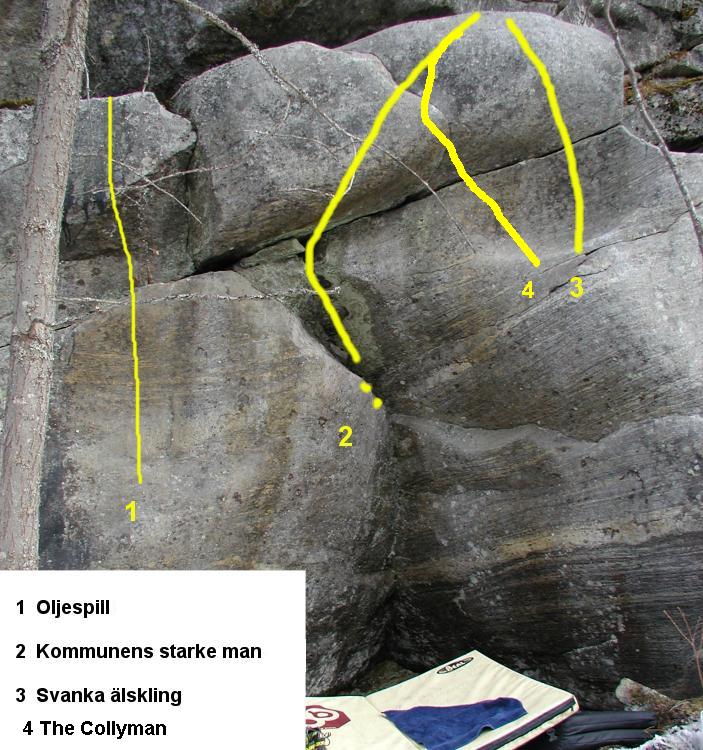 4
3
2
1
1 Oljespill
2 Kommunens starke man
3 Svanka älskling
4 The Collyman